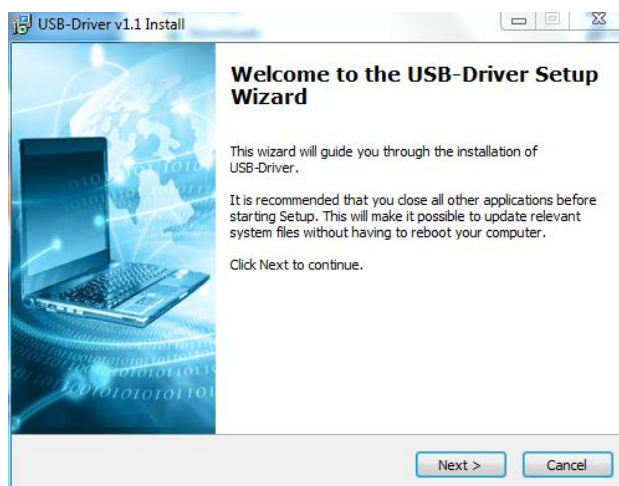 USB-Driver v1.1 Install
Welcome to the USB-Driver Setup
Wizard
This wizard will guide you through the installation of
USB-Driver.
It is recommended that you close all other applications before
starting Setup. This will make it possible to update relevant
system files without having to reboot your computer.
Click Next to continue.
Next >
Cancel